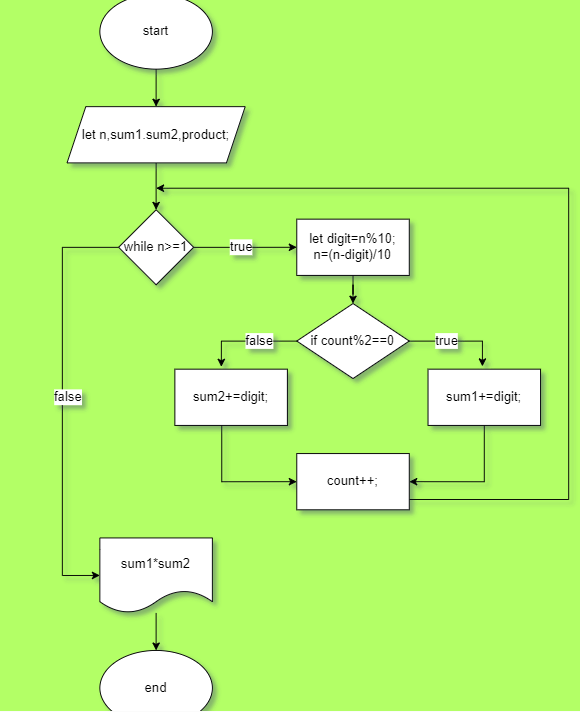 start
let n,sum1.sum2,product;
while n>=1
true
let digit=n%10;
n=(n-digit)/10
false
if count%2==0
true
sum2+=digit;
sum1+=digit;
false
count++;
sum1*sum2
end